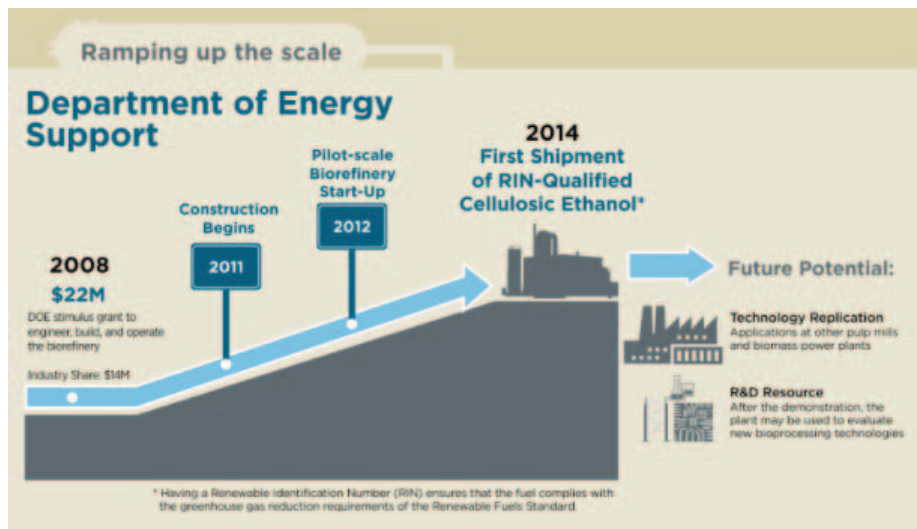 Ramping up the scale
Department of Energy
Support
2008
$22M
DOE stimulus grant to
engineer, build, and operate
the biorefinery
Industry Share: $14M
Construction
Begins
2011
Pilot-scale
Biorefinery
Start-Up
2012
2014
First Shipment
of RIN-Qualified
Cellulosic Ethanol*
Future Potential:
Technology Replication
Applications at other pulp mills
and biomass power plants
R&D Resource
After the demonstration, the
plant may be used to evaluate
new bioprocessing technologies
* Having a Renewable Identification Number (RIN) ensures that the fuel complies with
the greenhouse gas reduction requirements of the Renewable Fuels Standard.